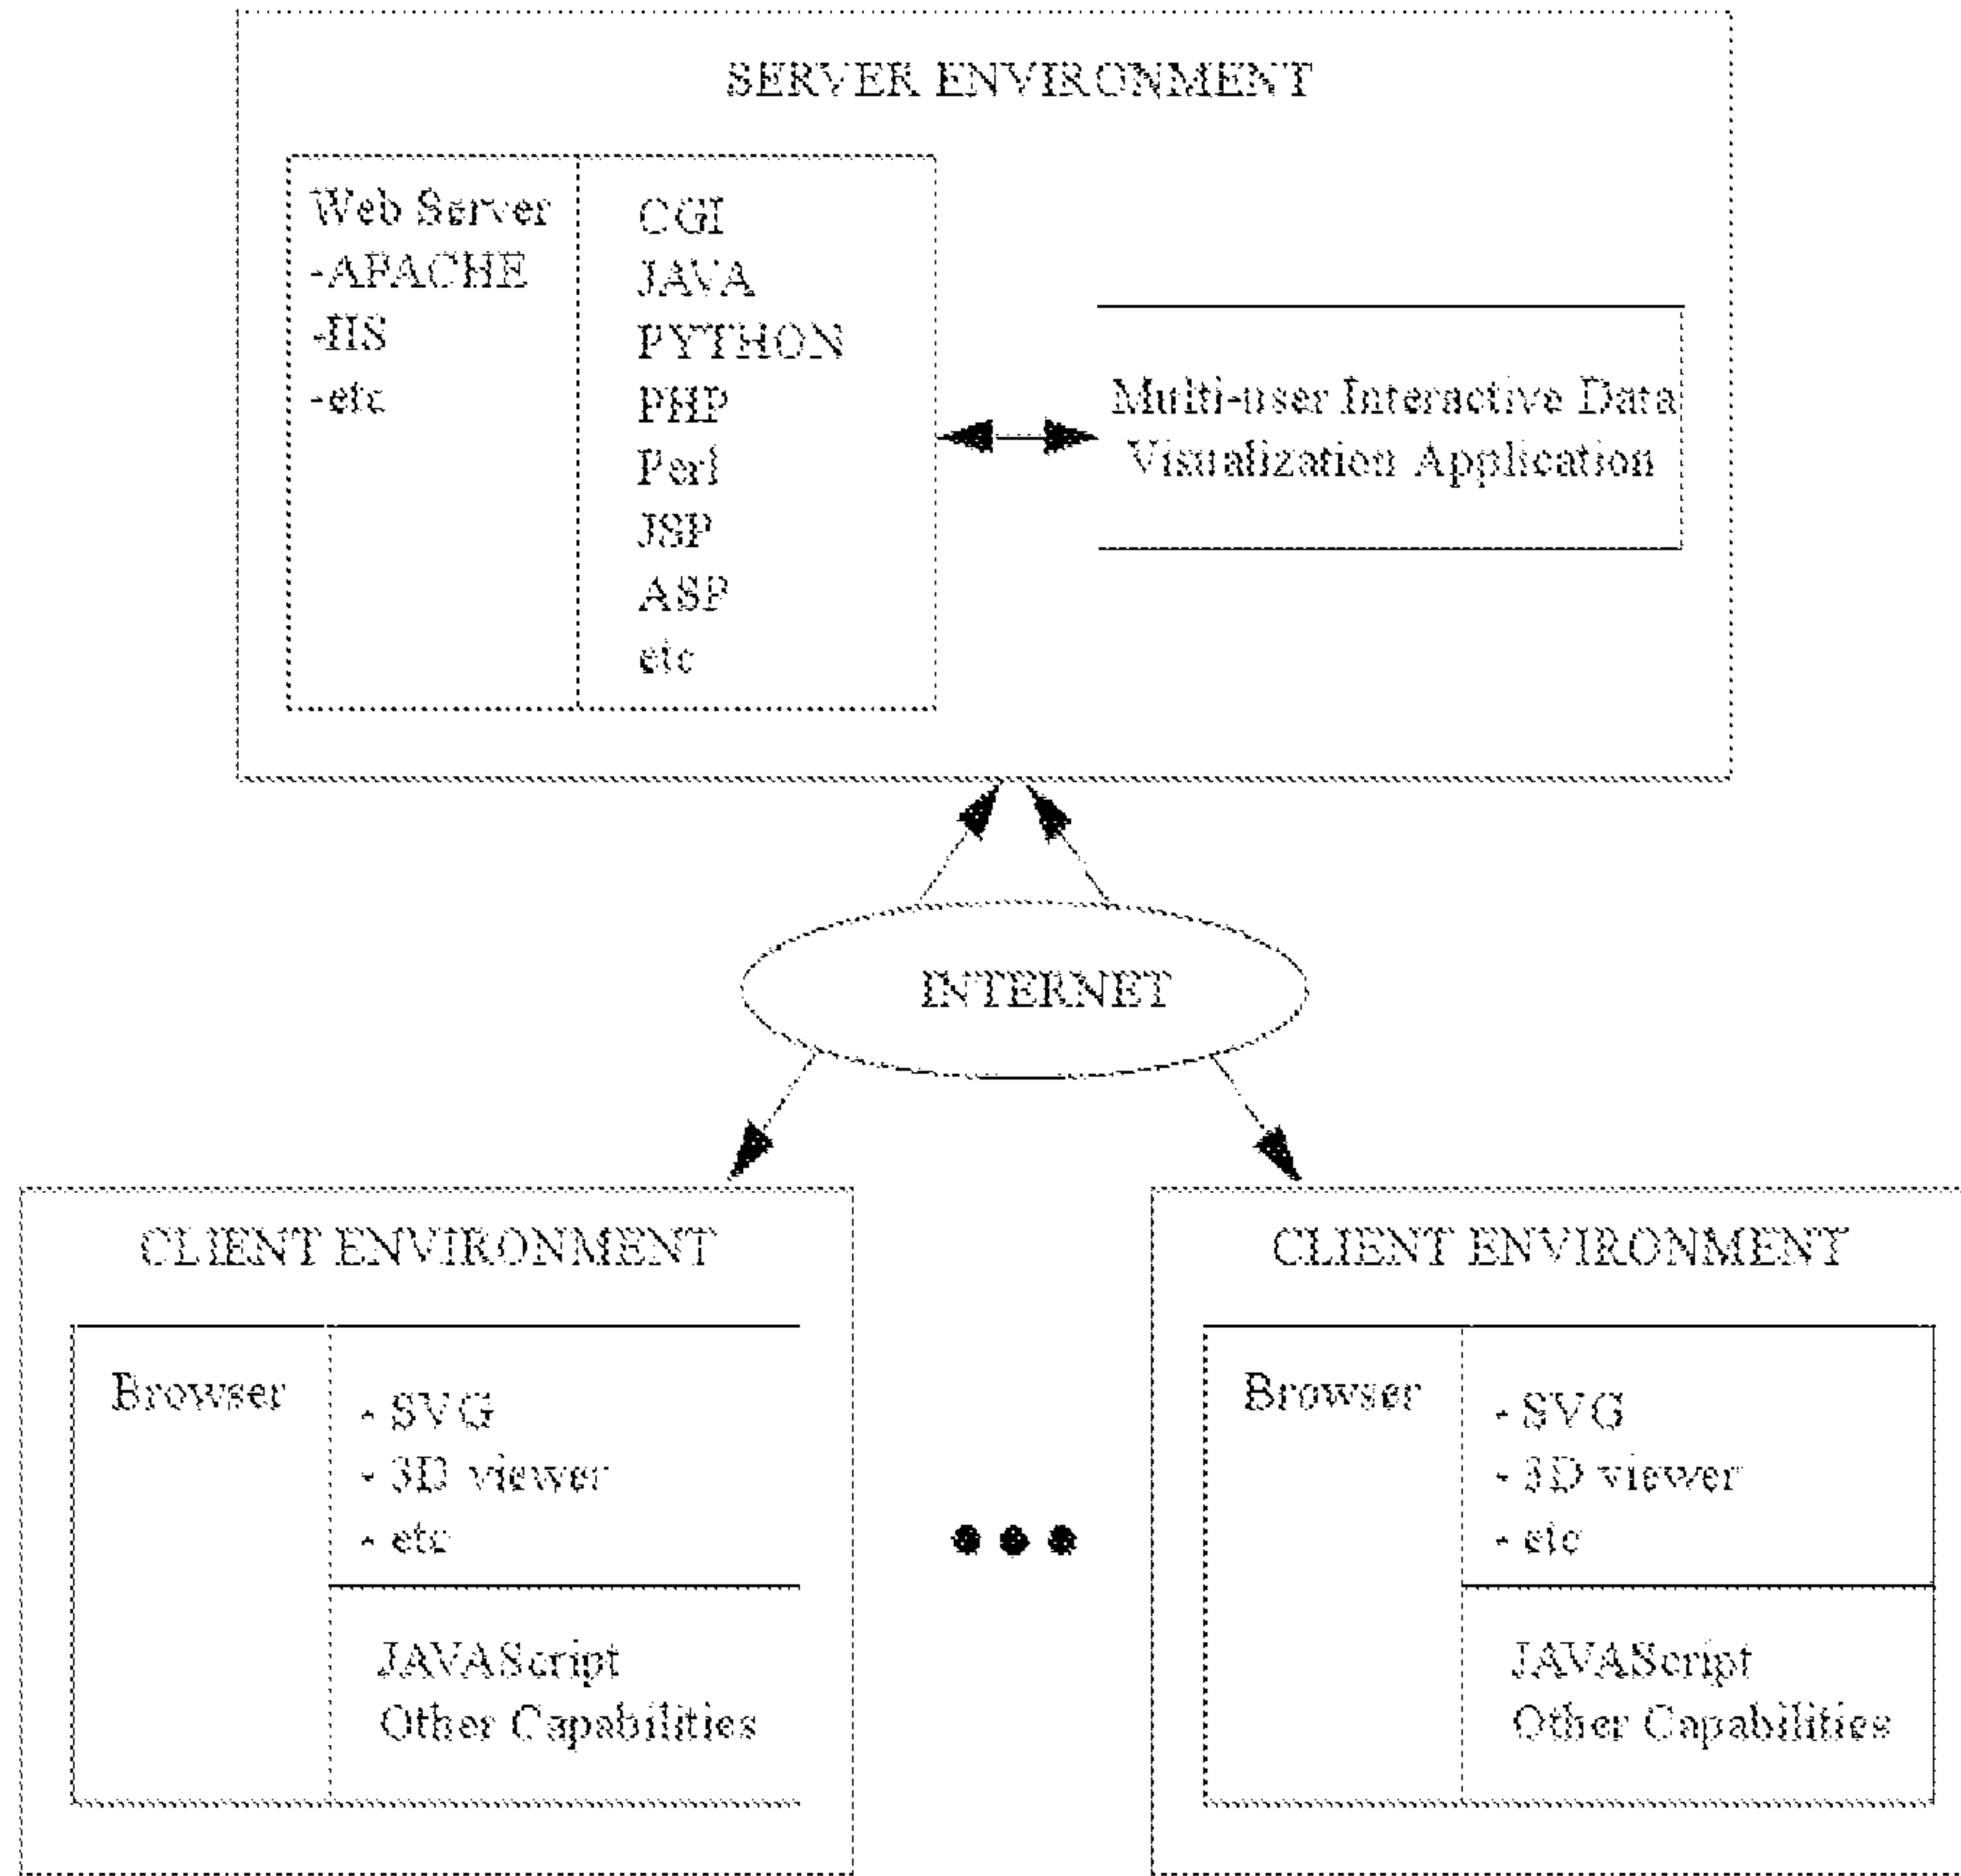 SERVER ENVIRONMENT
Web Server
-APACHE
-IIS
-etc
CGI
JAVA
PYTHON
PHP
Perl
JSP
ASP
etc
Multi-user Interactive Data
Visualization Application
INTERNET
CLIENT ENVIRONMENT
Browser
- SVG
- 3D viewer
- etc
JAVAScript
Other Capabilities
CLIENT ENVIRONMENT
Browser
- SVG
- 3D viewer
- etc
JAVAScript
Other Capabilities